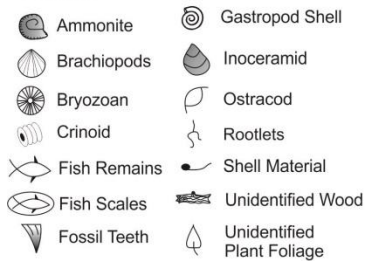 Ammonite
Brachiopods
Bryozoan
Crinoid
Fish Remains
Fish Scales
Fossil Teeth
Gastropod Shell
Inoceramid
Ostracod
Rootlets
Shell Material
Unidentified Wood
Unidentified
Plant Foliage